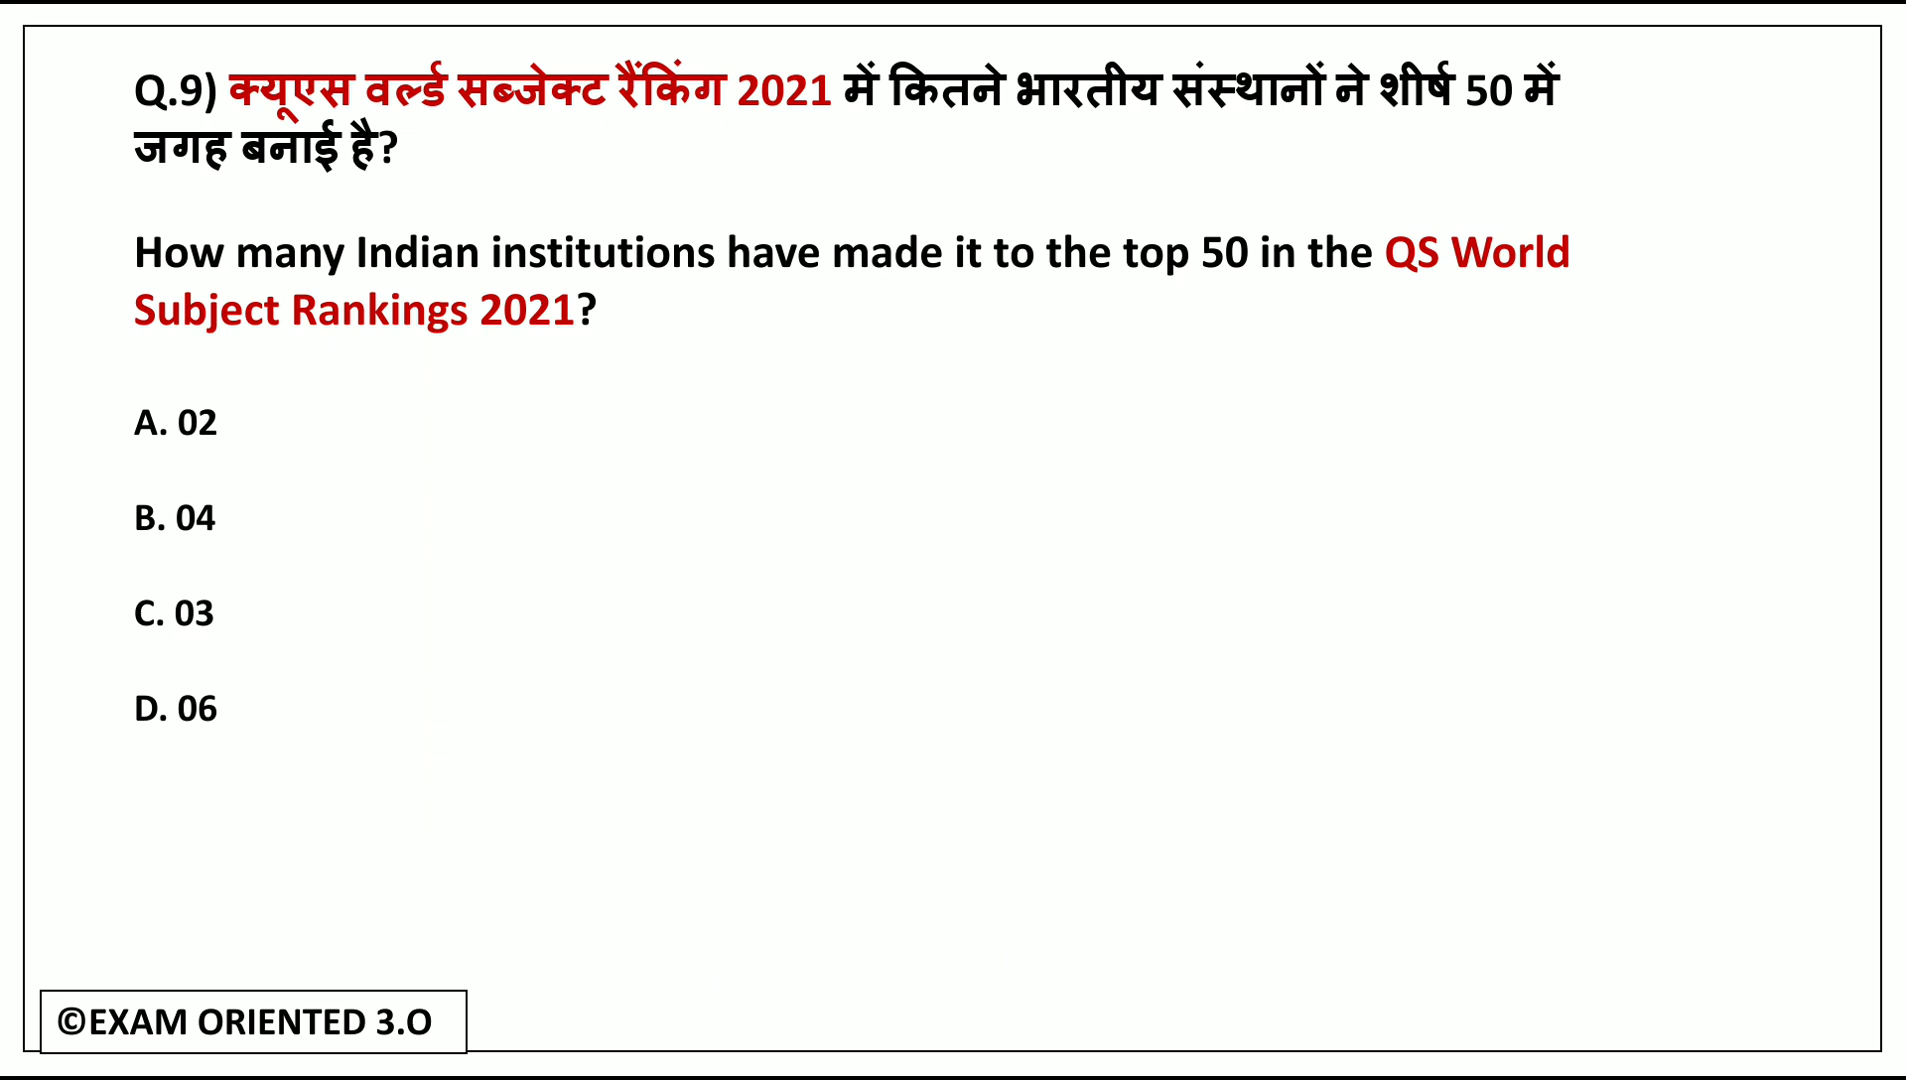 Q.9) क्यूएस वर्ल्ड सब्जेक्ट रैंकिंग 2021 में कितने भारतीय संस्थानों ने शीर्ष 50 में
जगह बनाई है?
How many Indian institutions have made it to the top 50 in the QS World
Subject Rankings 2021?
A. 02
B. 04
C. 03
D. 06
©EXAM ORIENTED 3.O